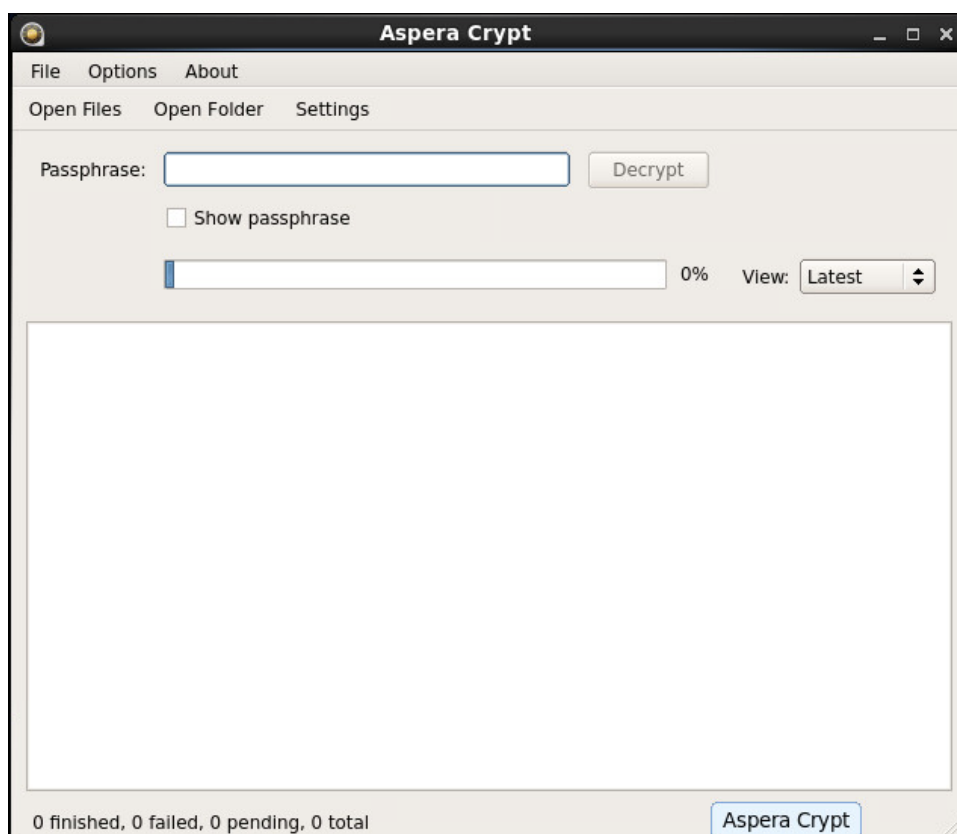 Aspera Crypt
File Options About
Open Files Open Folder Settings
Passphrase: Decrypt
Show passphrase
0% View: Latest
0 finished, 0 failed, 0 pending, 0 total Aspera Crypt